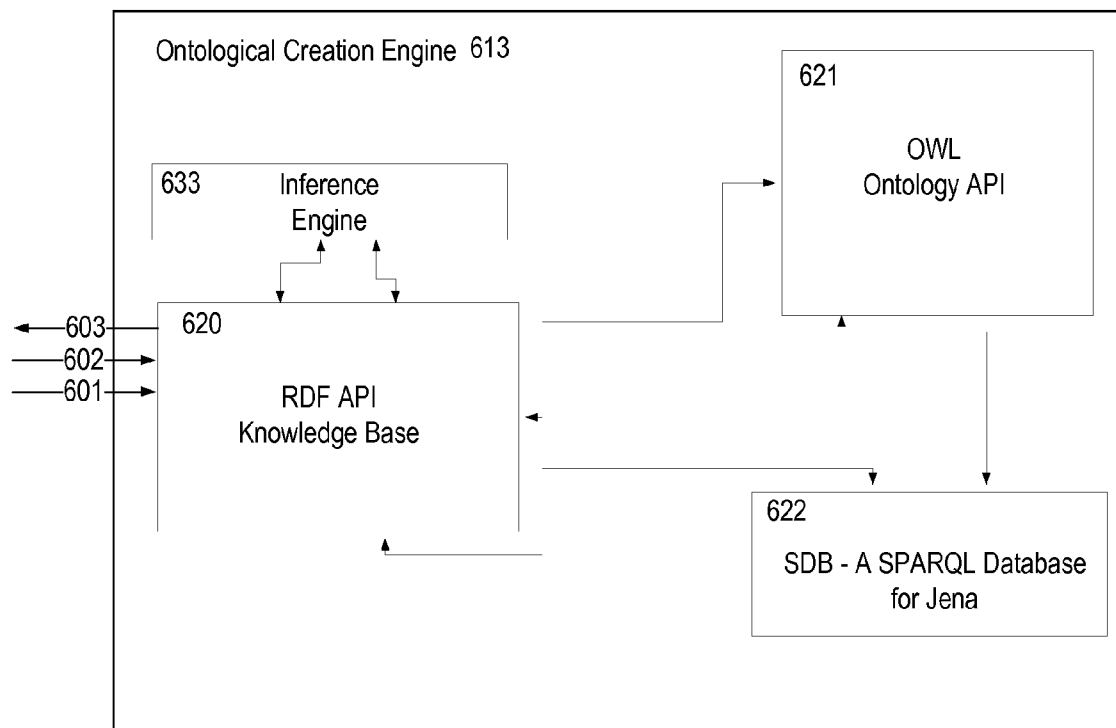 Ontological Creation Engine 613
621
OWL
Ontology API
633
Inference
Engine
603
602
601
620
RDF API
Knowledge Base
622
SDB - A SPARQL Database
for Jena